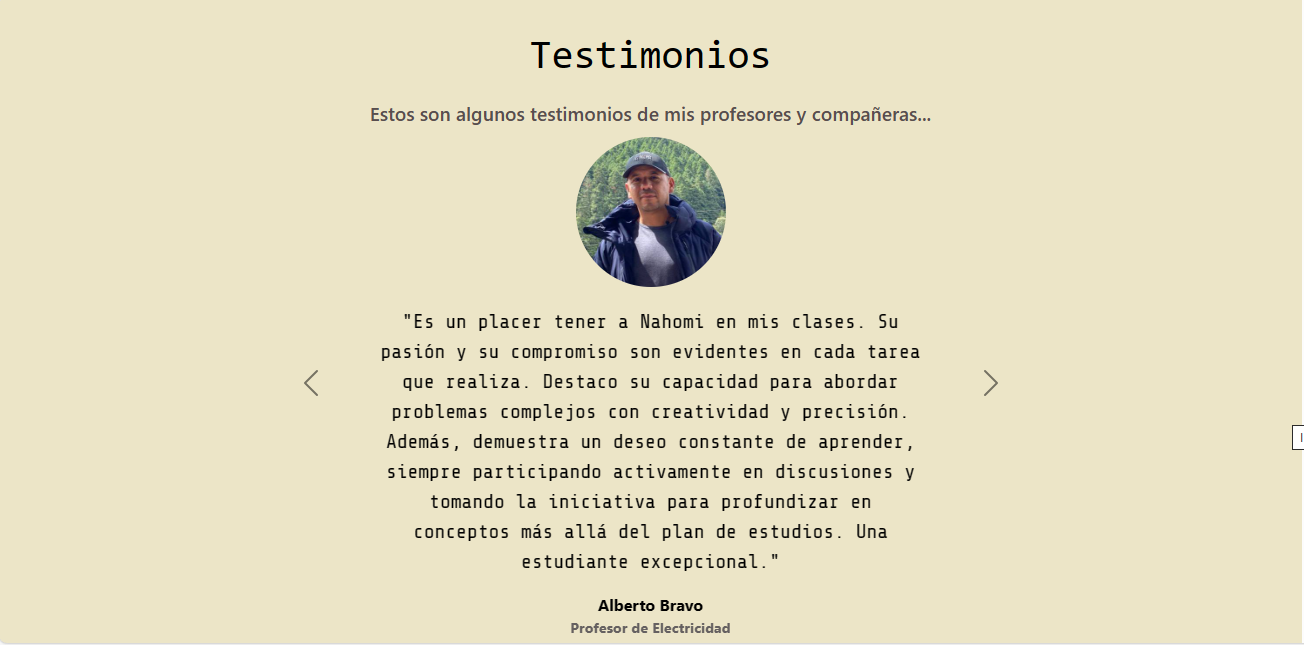 Testimonios
Estos son algunos testimonios de mis profesores y compañeras...
"Es un placer tener a Nahomi en mis clases. Su
pasión y su compromiso son evidentes en cada tarea
que realiza. Destaco su capacidad para abordar
problemas complejos con creatividad y precisión.
Además, demuestra un deseo constante de aprender,
siempre participando activamente en discusiones y
tomando la iniciativa para profundizar en
conceptos más allá del plan de estudios. Una
estudiante excepcional."
Alberto Bravo
Profesor de Electricidad